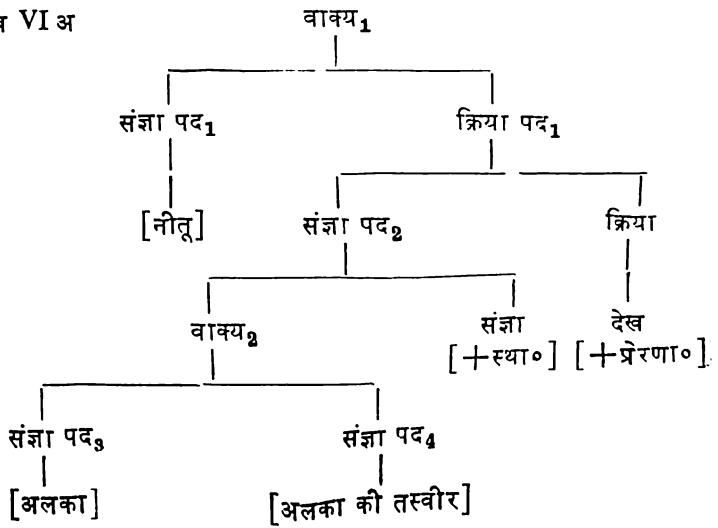 VI अ
वाक्य₁
संज्ञा पद₁ क्रिया पद₁
[नीतू] संज्ञा पद₂ क्रिया
वाक्य₂ संज्ञा देख
[+स्था०] [+प्रेरणा०]
संज्ञा पद₃ संज्ञा पद₄
[अलका] [अलका की तस्वीर]